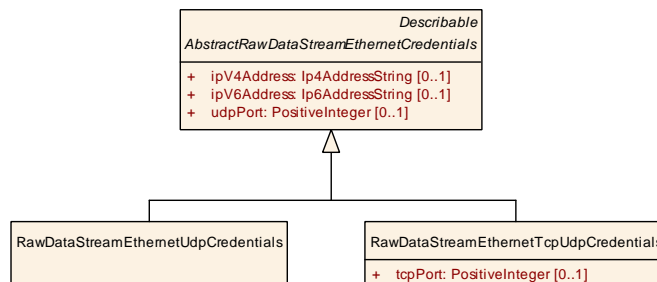 Describable
AbstractRawDataStreamEthernetCredentials
+ ipV4Address: Ip4AddressString [0..1]
+ ipV6Address: Ip6AddressString [0..1]
+ udpPort: PositiveInteger [0..1]
RawDataStreamEthernetUdpCredentials
RawDataStreamEthernetTcpUdpCredentials
+ tcpPort: PositiveInteger [0..1]